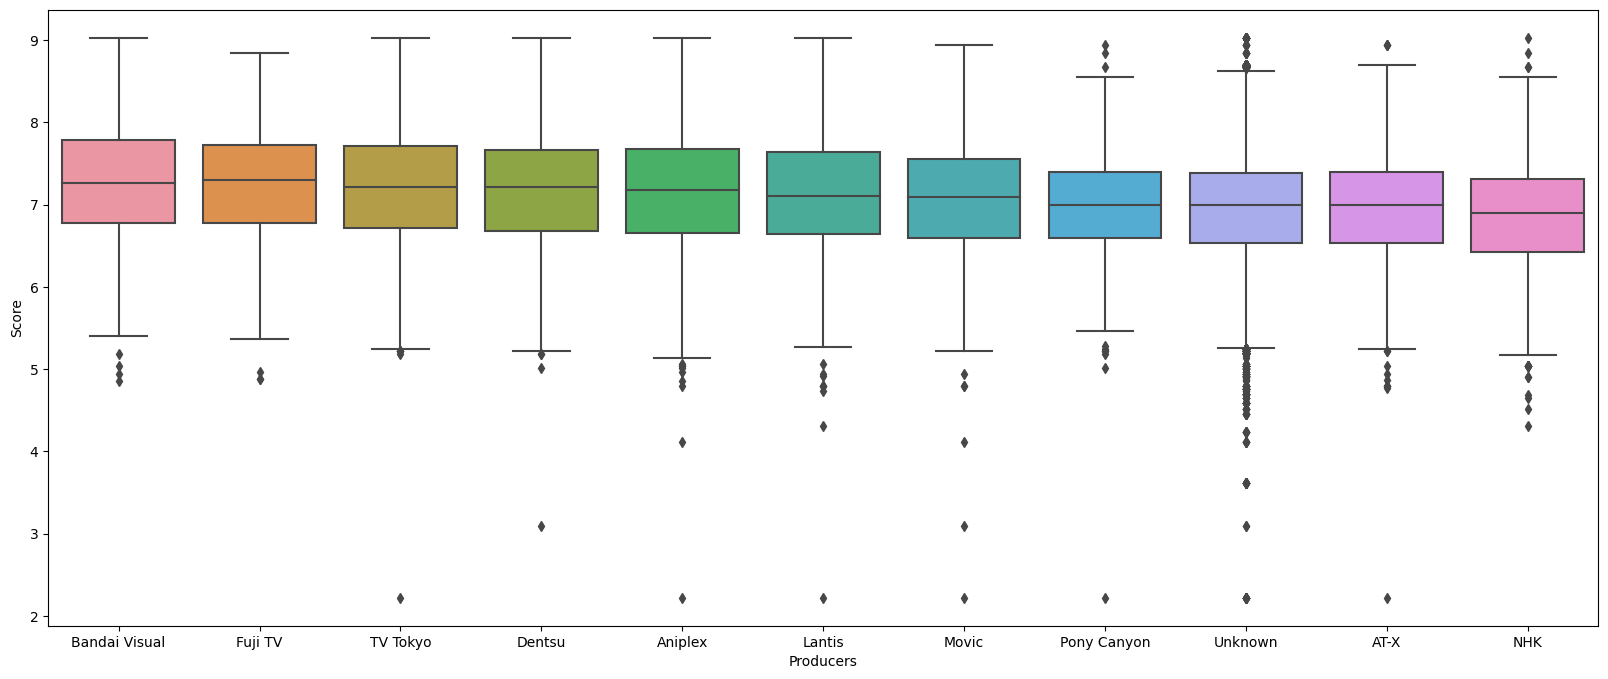 9
8
7
6
5
4
3
2
Score
Bandai Visual
Fuji TV
TV Tokyo
Dentsu
Aniplex
Lantis
Movic
Pony Canyon
Unknown
AT-X
NHK
Producers